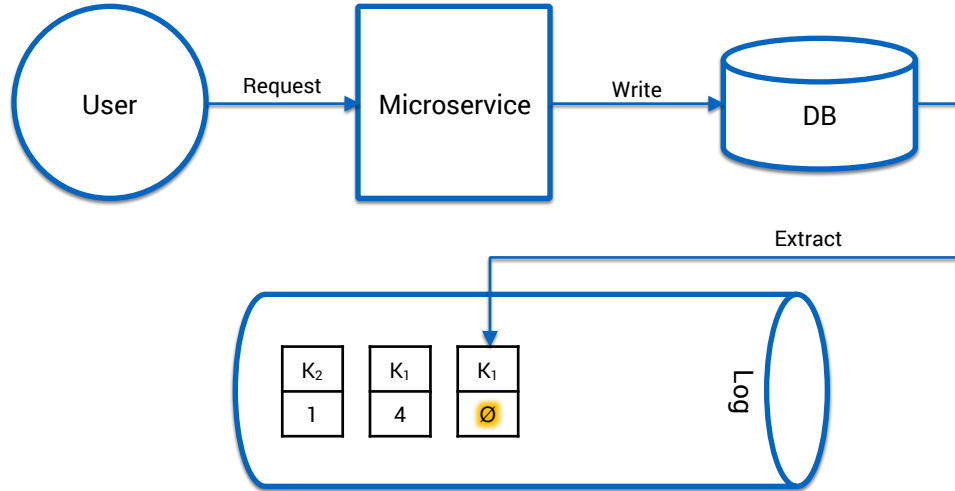 User
Request
Microservice
Write
DB
Extract
K₂
K₁
K₁
1
4
Ø
Log